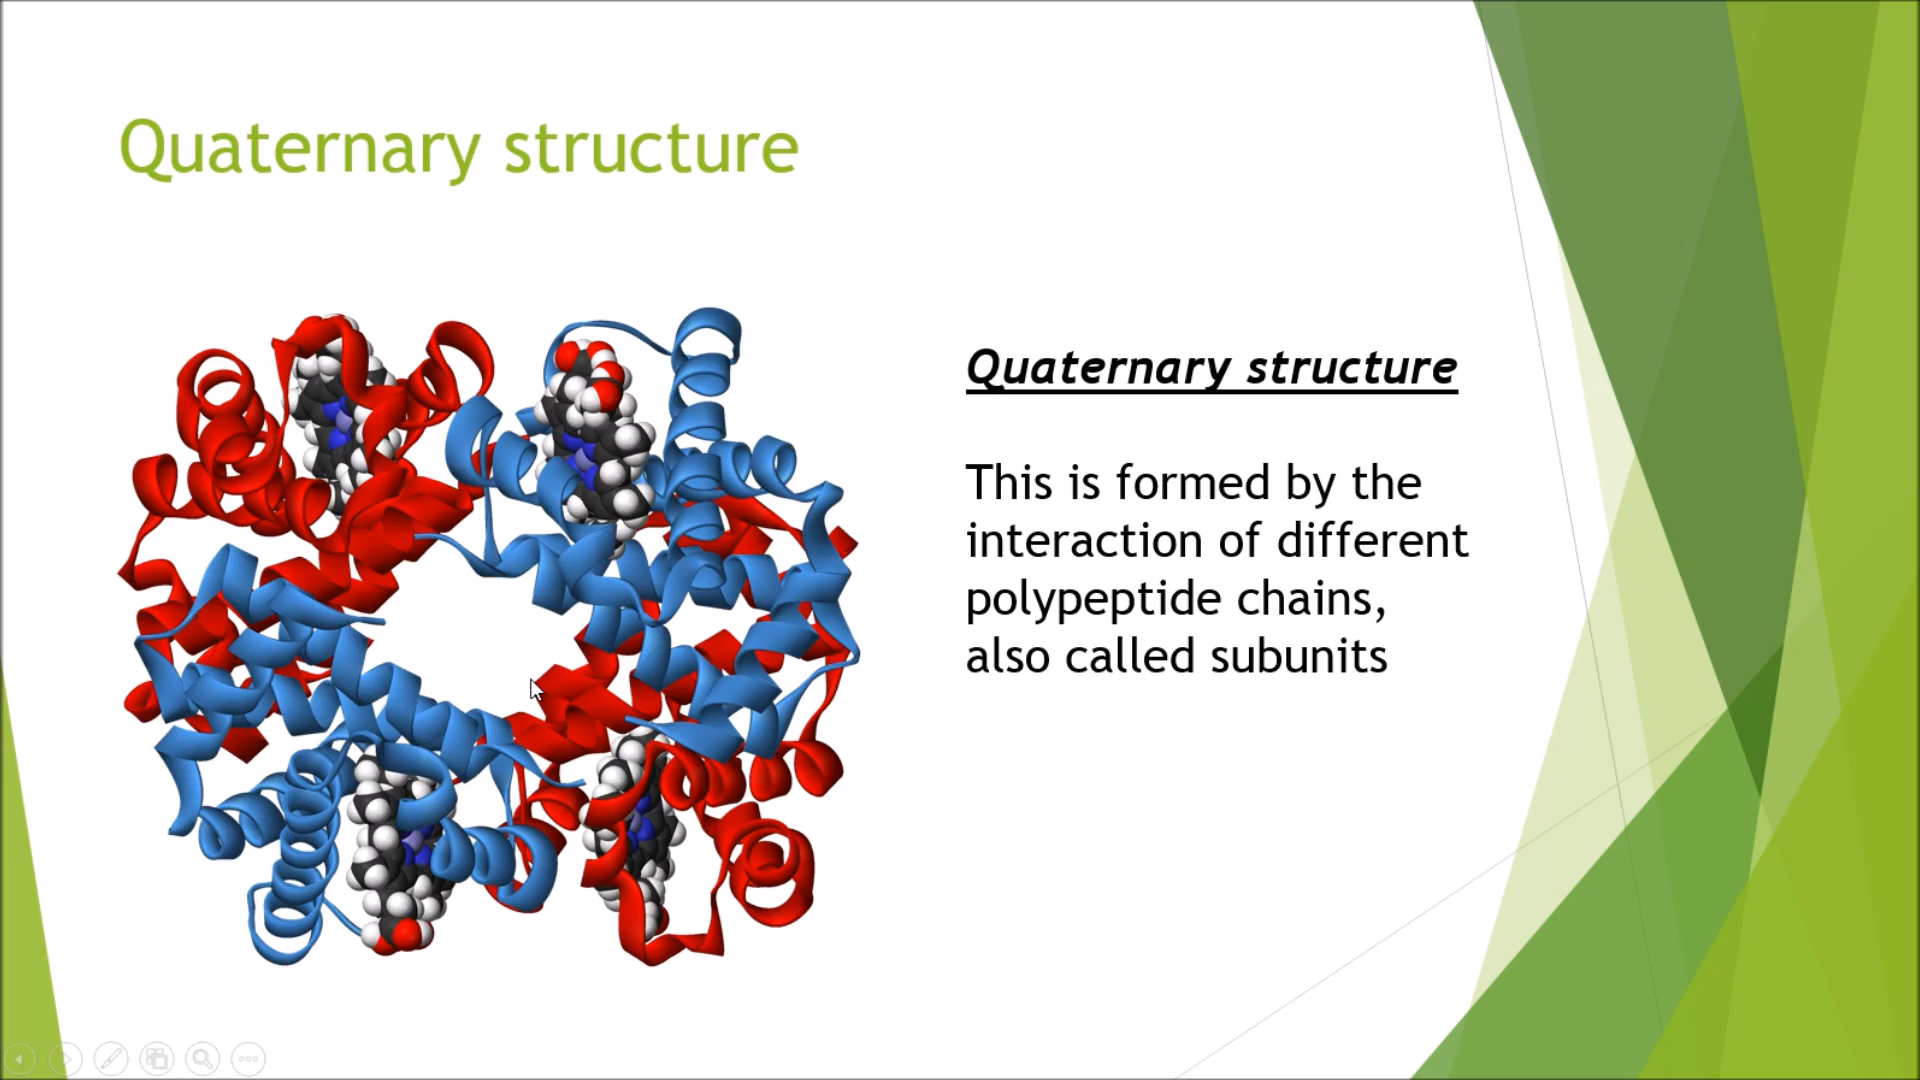 Quaternary structure
Quaternary structure
This is formed by the
interaction of different
polypeptide chains,
also called subunits